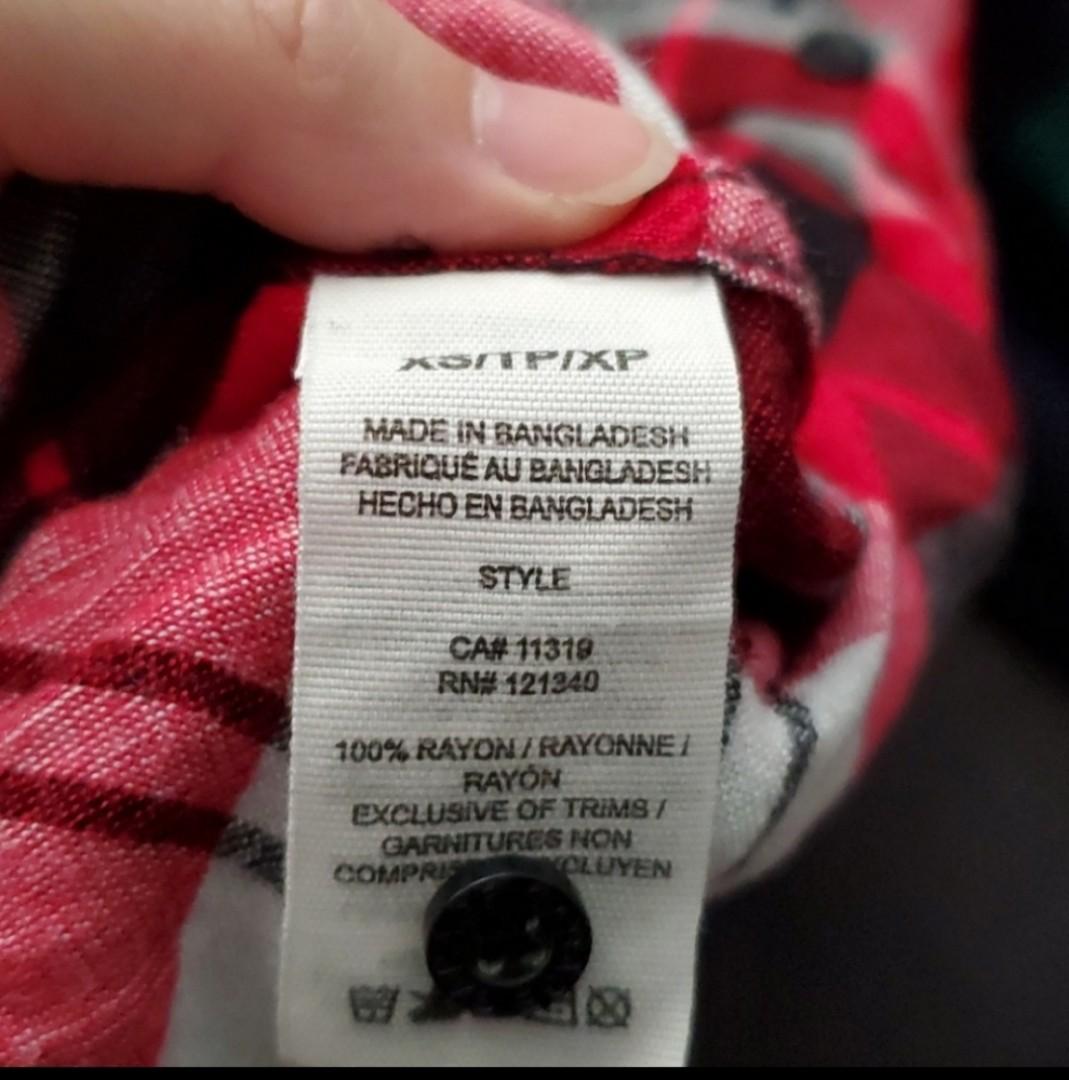 XS/TP/XP
MADE IN BANGLADESH
FABRIQUÉ AU BANGLADESH
HECHO EN BANGLADESH
STYLE
CA# 11319
RN# 121340
100% RAYON / RAYONNE /
RAYÓN
EXCLUSIVE OF TRIMS /
GARNITURES NON